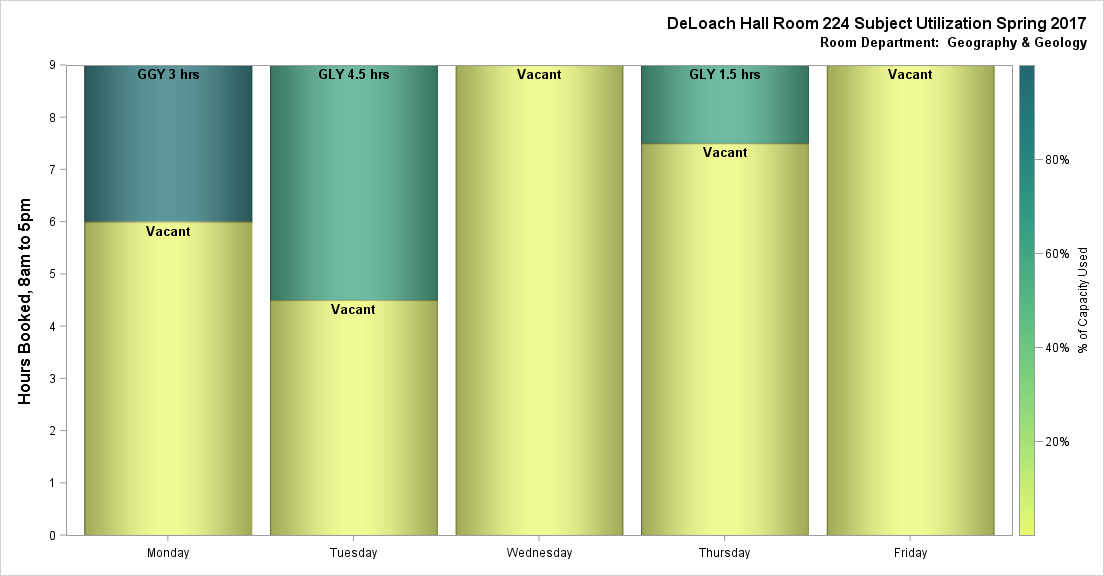 DeLoach Hall Room 224 Subject Utilization Spring 2017
Room Department:  Geography & Geology
Hours Booked, 8am to 5pm
9
8
7
6
5
4
3
2
1
0
GGY 3 hrs
Vacant
GLY 4.5 hrs
Vacant
Vacant
GLY 1.5 hrs
Vacant
Vacant
Monday
Tuesday
Wednesday
Thursday
Friday
80%
60%
40%
20%
% of Capacity Used